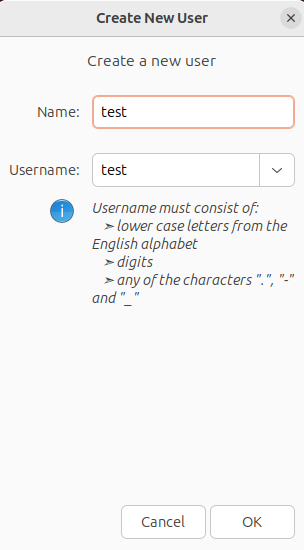 Create New User
Create a new user
Name: test
Username: test
Username must consist of:
➣ lower case letters from the
English alphabet
➣ digits
➣ any of the characters ".", "-"
and "_"
Cancel OK